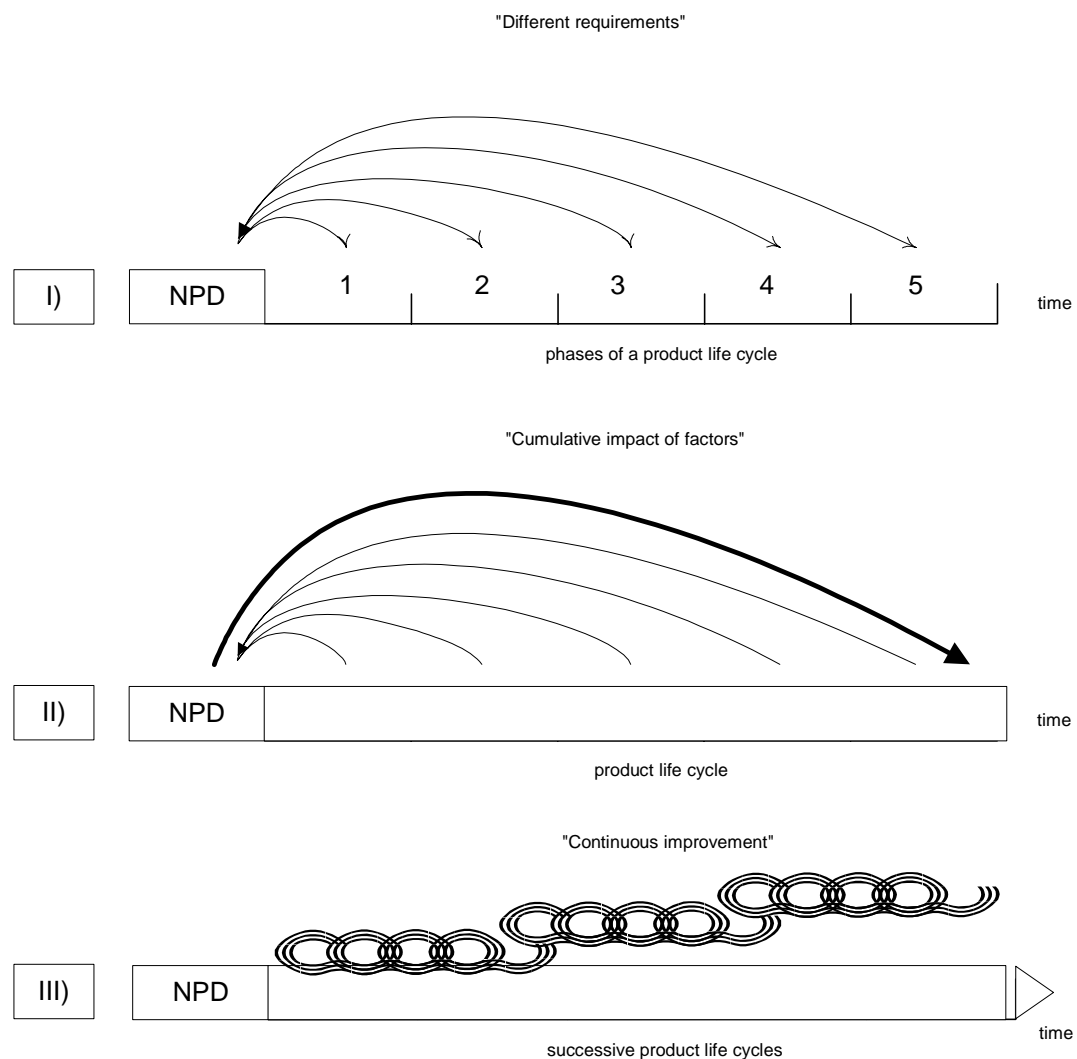 "Different requirements"
I)
NPD
1
2
3
4
5
time
phases of a product life cycle
"Cumulative impact of factors"
II)
NPD
time
product life cycle
"Continuous improvement"
III)
NPD
time
successive product life cycles